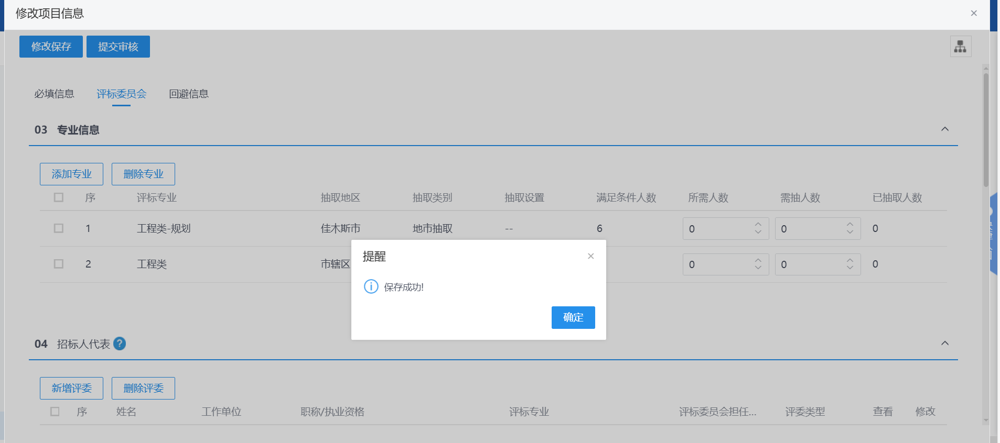 修改项目信息
修改保存 提交审核
必填信息 评标委员会 回避信息
03 专业信息
添加专业 删除专业
序 评标专业 抽取地区 抽取类别 抽取设置 满足条件人数 所需人数 需抽人数 已抽取人数
1 工程类-规划 佳木斯市 地市抽取 -- 6 0 0 0
2 工程类 市辖区 0 0 0
提醒
保存成功!
确定
04 招标人代表 ?
新增评委 删除评委
序 姓名 工作单位 职称/执业资格 评标专业 评标委员会担任... 评委类型 查看 修改